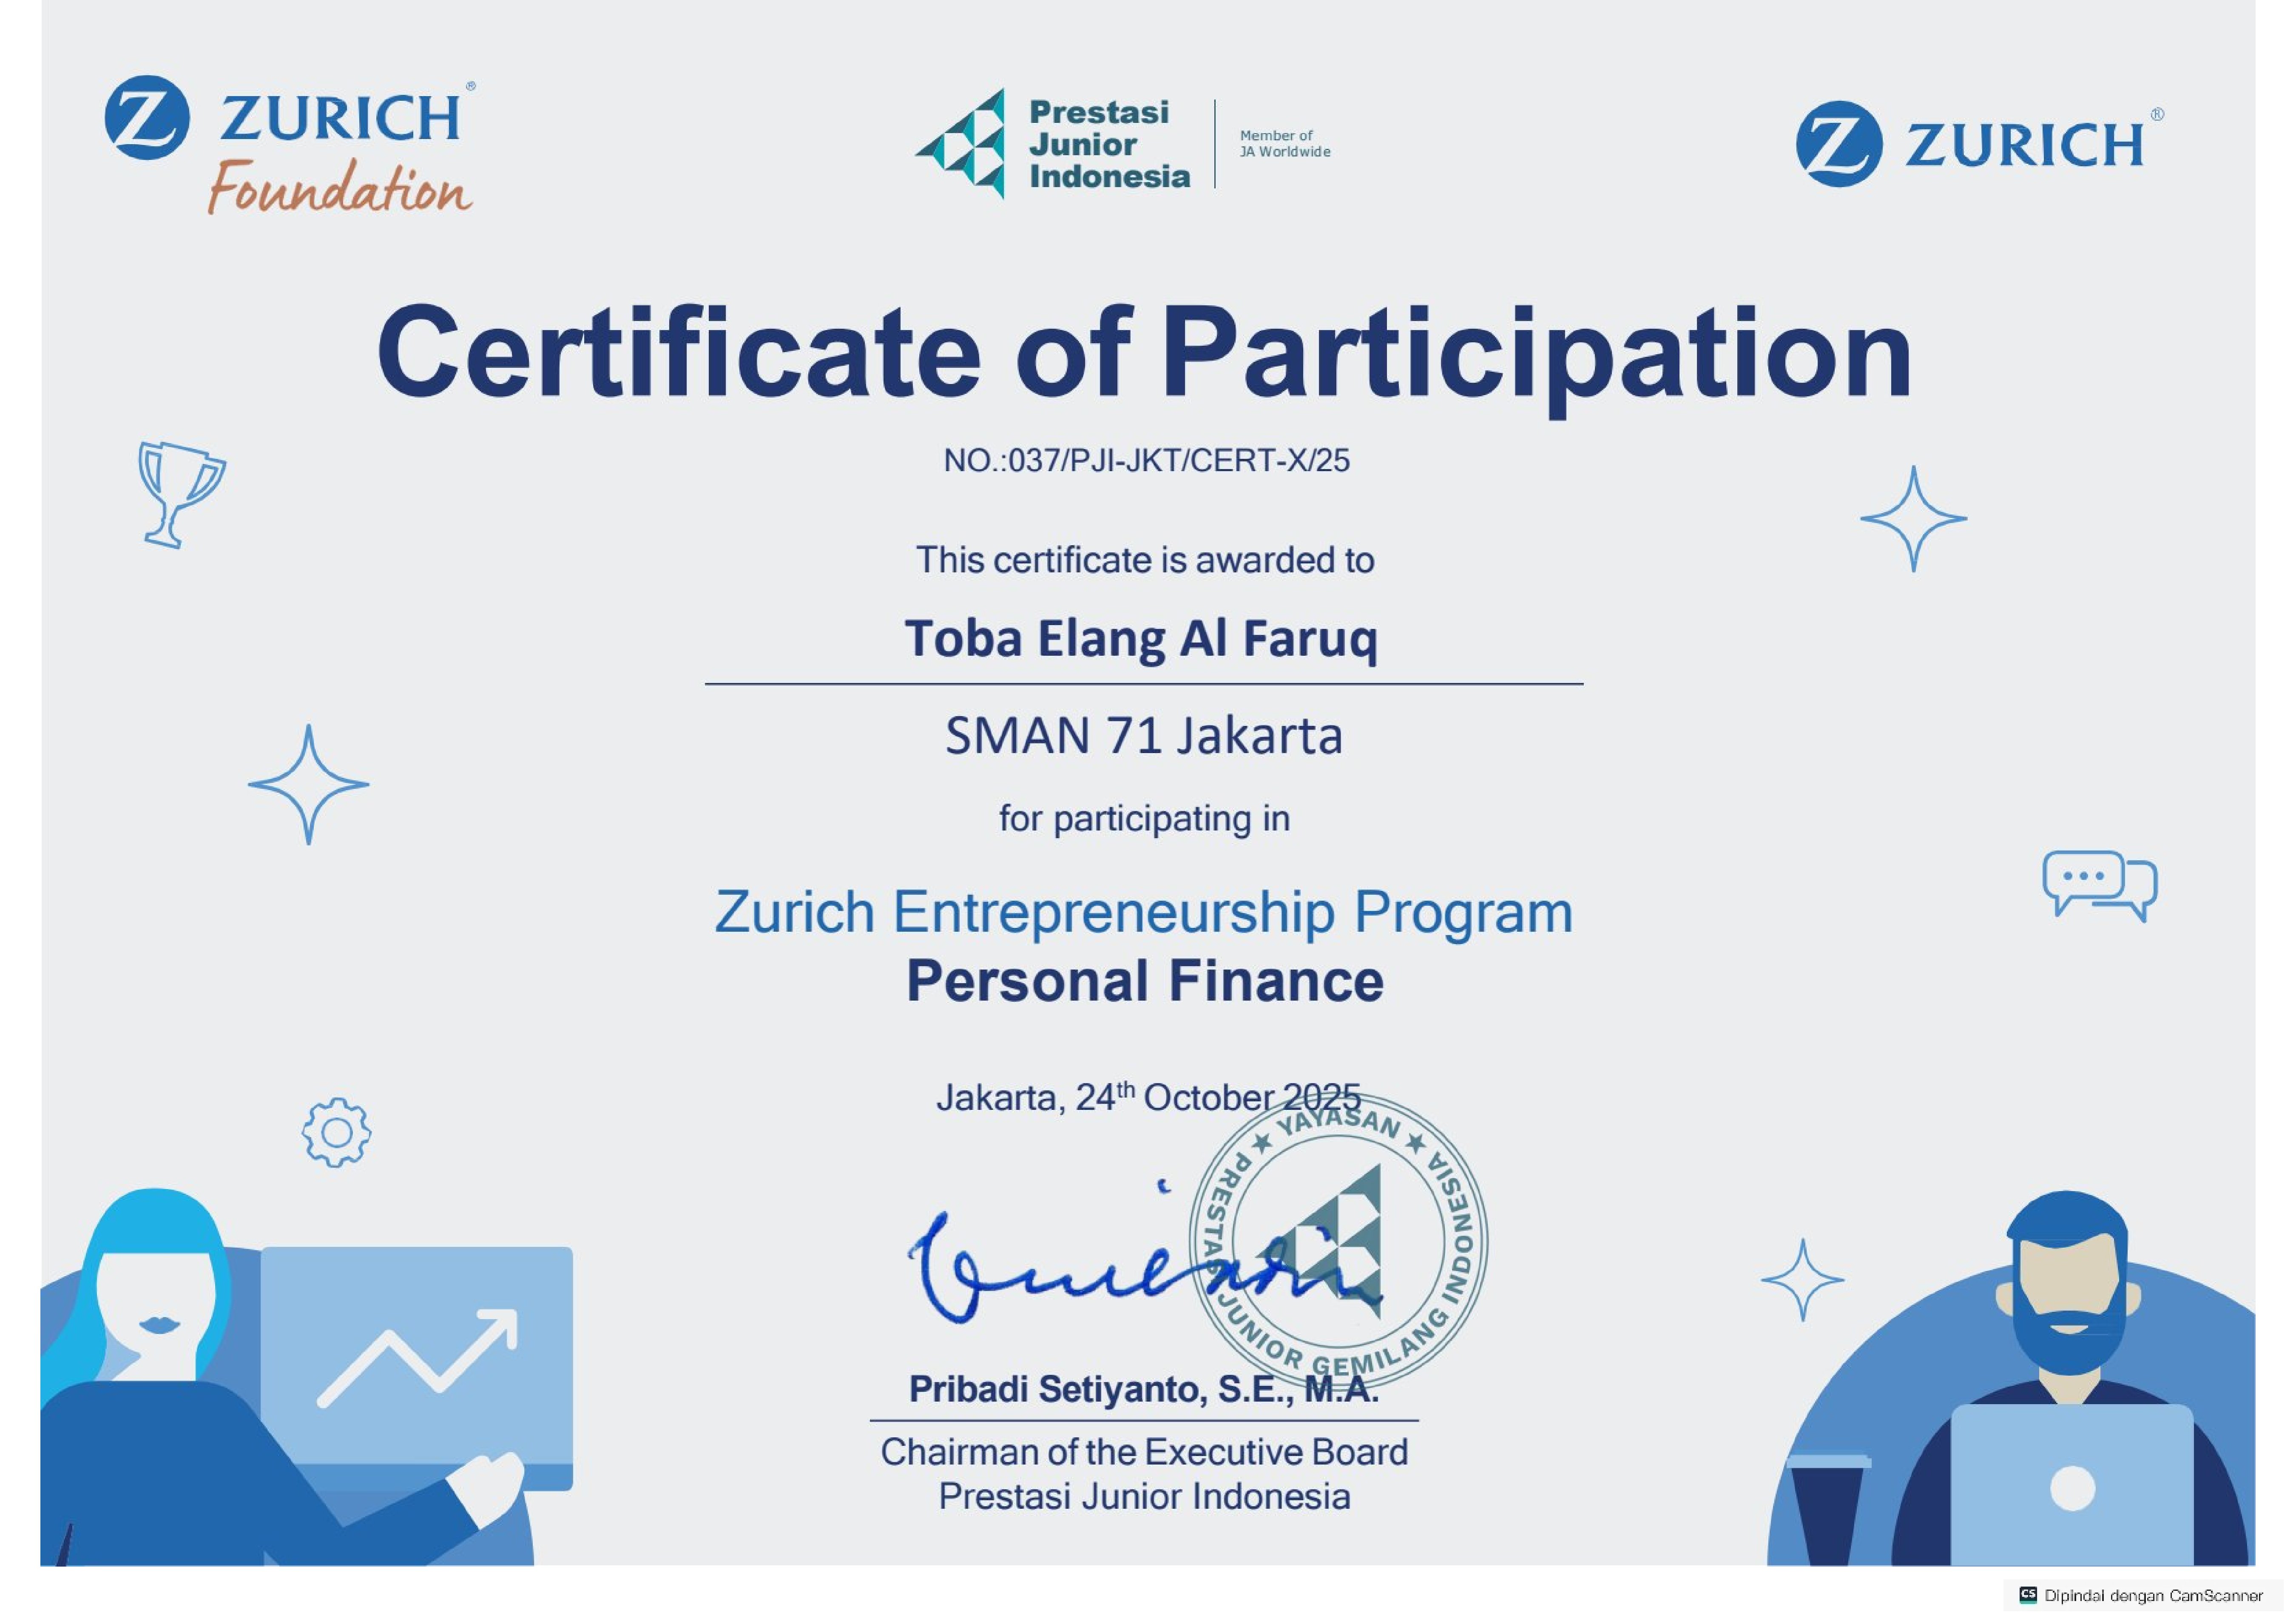 Z ZURICH®
Foundation
Prestasi
Junior
Indonesia
Member of
JA Worldwide
Z ZURICH®
Certificate of Participation
NO.:037/PJI-JKT/CERT-X/25
This certificate is awarded to
Toba Elang Al Faruq
SMAN 71 Jakarta
for participating in
Zurich Entrepreneurship Program
Personal Finance
Jakarta, 24th October 2025
★ YAYASAN ★
PRESTASI JUNIOR GEMILANG INDONESIA
Pribadi Setiyanto, S.E., M.A.
Chairman of the Executive Board
Prestasi Junior Indonesia
CS Dipindai dengan CamScanner